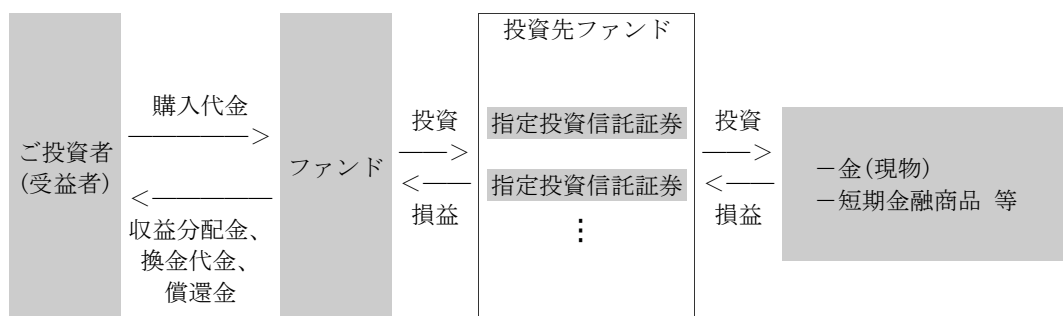 ご投資者
(受益者)
購入代金
収益分配金、
換金代金、
償還金
ファンド
投資
損益
投資先ファンド
指定投資信託証券
指定投資信託証券
⋮
投資
損益
－金(現物)
－短期金融商品 等